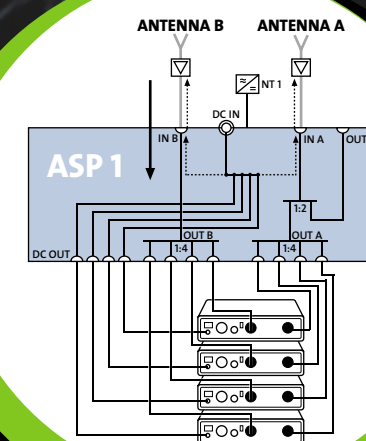 ANTENNA B ANTENNA A
NT 1
DC IN
IN B IN A OUT
ASP 1
1:2
OUT B OUT A
DC OUT 1:4 1:4